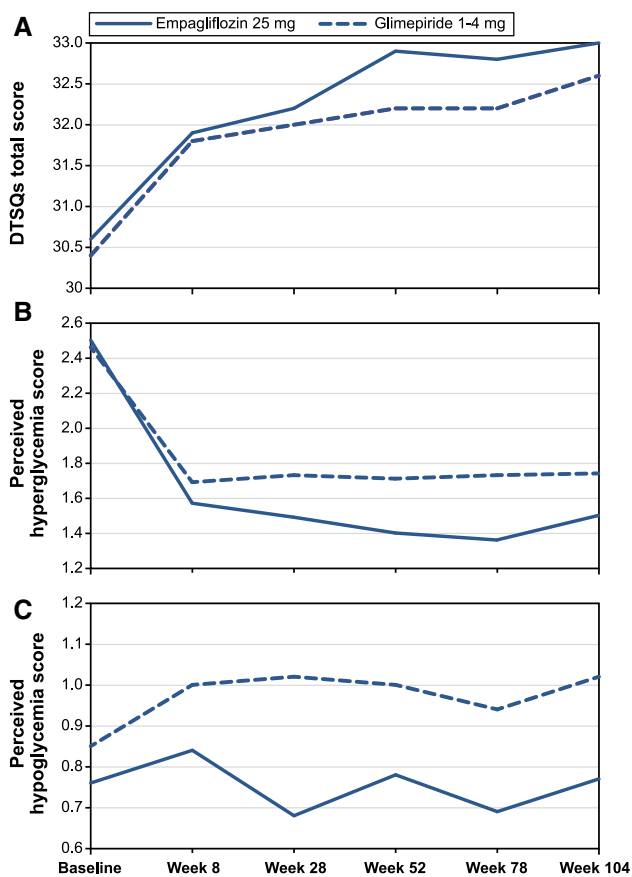 A
Empagliflozin 25 mg
Glimepiride 1-4 mg
DTSQs total score
33.0
32.5
32.0
31.5
31.0
30.5
30
B
Perceived
hyperglycemia score
2.6
2.4
2.2
2.0
1.8
1.6
1.4
1.2
C
Perceived
hypoglycemia score
1.2
1.1
1.0
0.9
0.8
0.7
0.6
Baseline Week 8 Week 28 Week 52 Week 78 Week 104